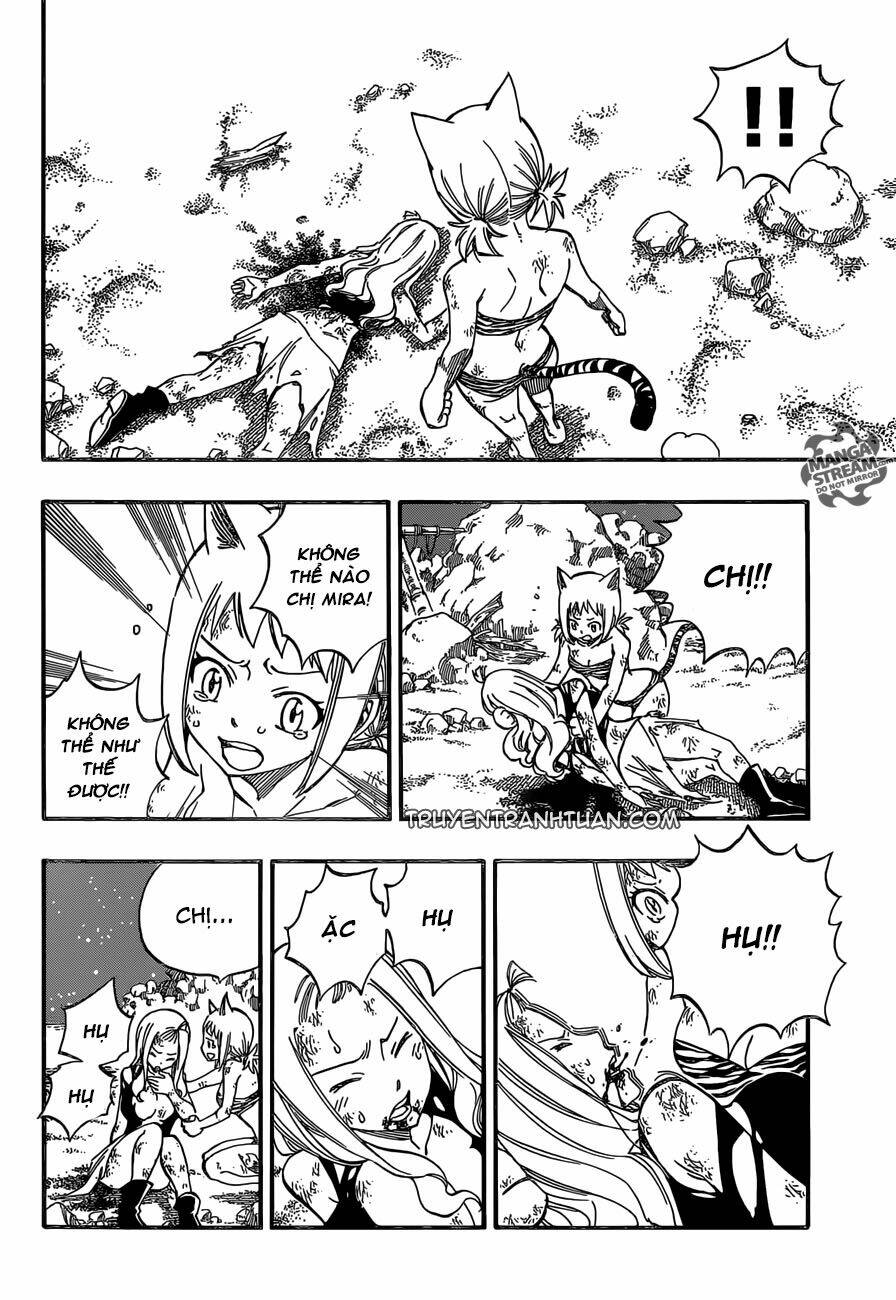 !!
MANGA
STREAM.com
DO NOT MIRROR
CHỊ!!
KHÔNG
THỂ NÀO
CHỊ MIRA!
KHÔNG
THỂ NHƯ
THẾ
ĐƯỢC!!
TRUYENTRANHTUAN.COM
HỤ!!
HỤ
ẶC
CHỊ...
HỤ
HỤ